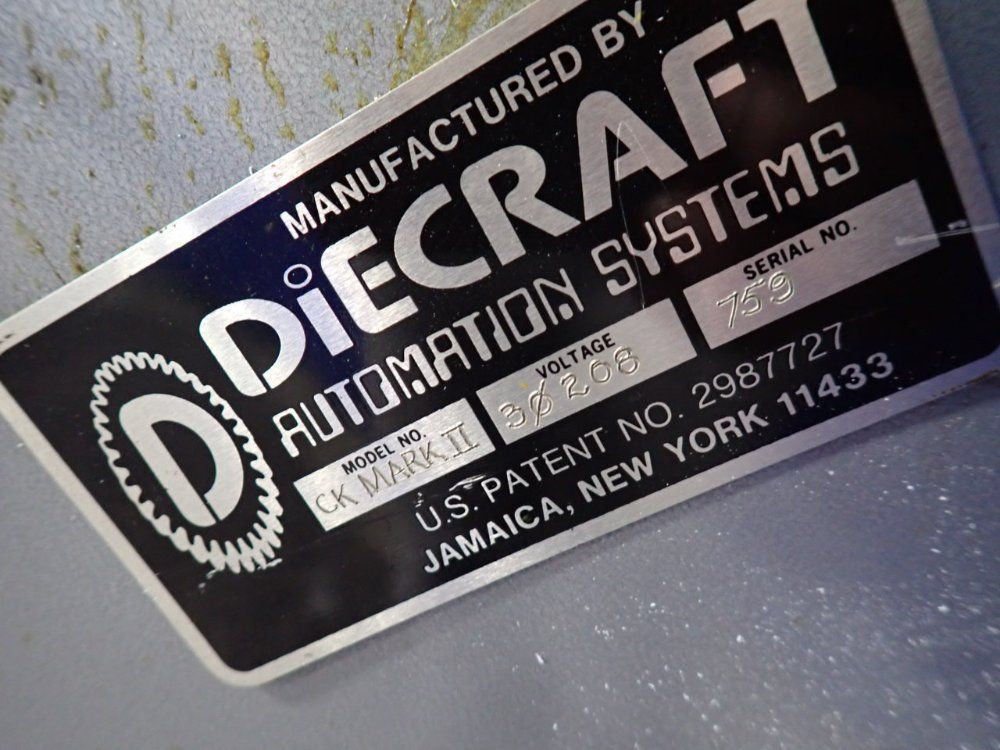 MANUFACTURED BY
DiECRAFT
AUTOMATION SYSTEMS
D
MODEL NO.
CK MARK II
VOLTAGE
3Ø 208
SERIAL NO.
759
U.S. PATENT NO. 2987727
JAMAICA, NEW YORK 11433